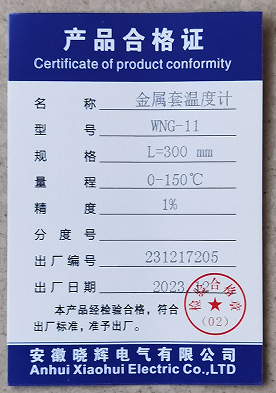 产品合格证
Certificate of product conformity
名 称 金属套温度计
型 号 WNG-11
规 格 L=300 mm
量 程 0-150℃
精 度 1%
分 度 号
出厂编号 231217205
出厂日期 2023.12
本产品经检验合格，符合
出厂标准，准予出厂。
(02)
安徽晓辉电气有限公司
Anhui Xiaohui Electric Co.,LTD